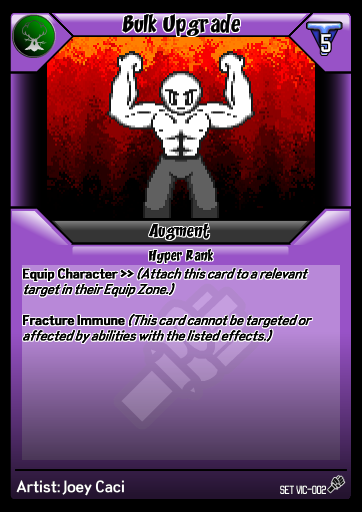 Bulk Upgrade
5
Augment
Hyper Rank
Equip Character >> (Attach this card to a relevant
target in their Equip Zone.)
Fracture Immune (This card cannot be targeted or
affected by abilities with the listed effects.)
Artist: Joey Caci
SET VIC-002